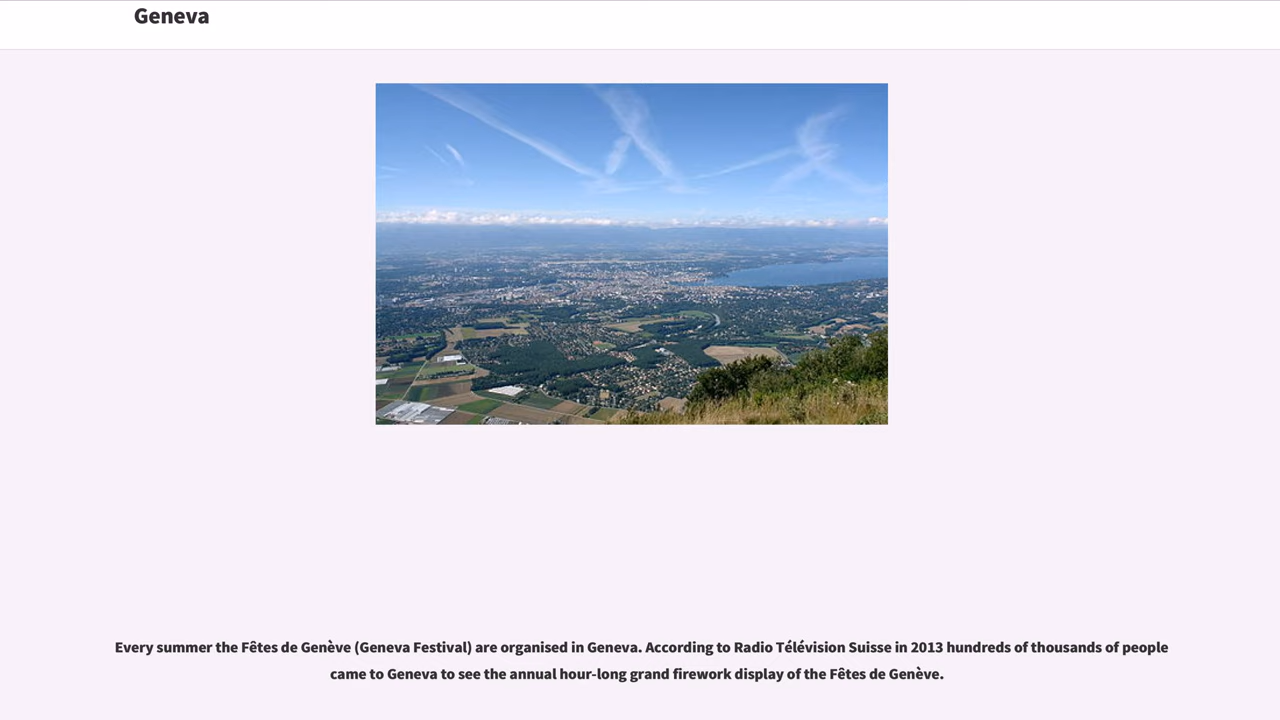 Geneva
Every summer the Fêtes de Genève (Geneva Festival) are organised in Geneva. According to Radio Télévision Suisse in 2013 hundreds of thousands of people
came to Geneva to see the annual hour-long grand firework display of the Fêtes de Genève.